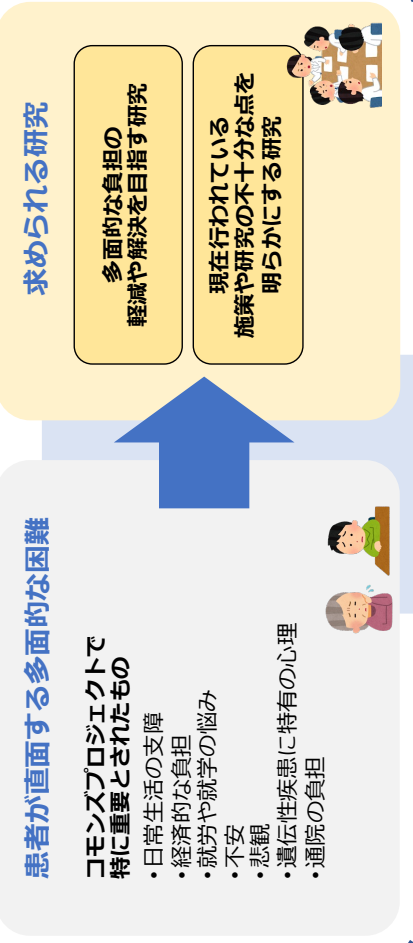 患者が直面する多面的な困難
コモンズプロジェクトで
特に重要とされたもの
・日常生活の支障
・経済的な負担
・就労や就学の悩み
・不安
・悲観
・遺伝性疾患に特有の心理
・通院の負担
求められる研究
多面的な負担の
軽減や解決を目指す研究
現在行われている
施策や研究の不十分な点を
明らかにする研究